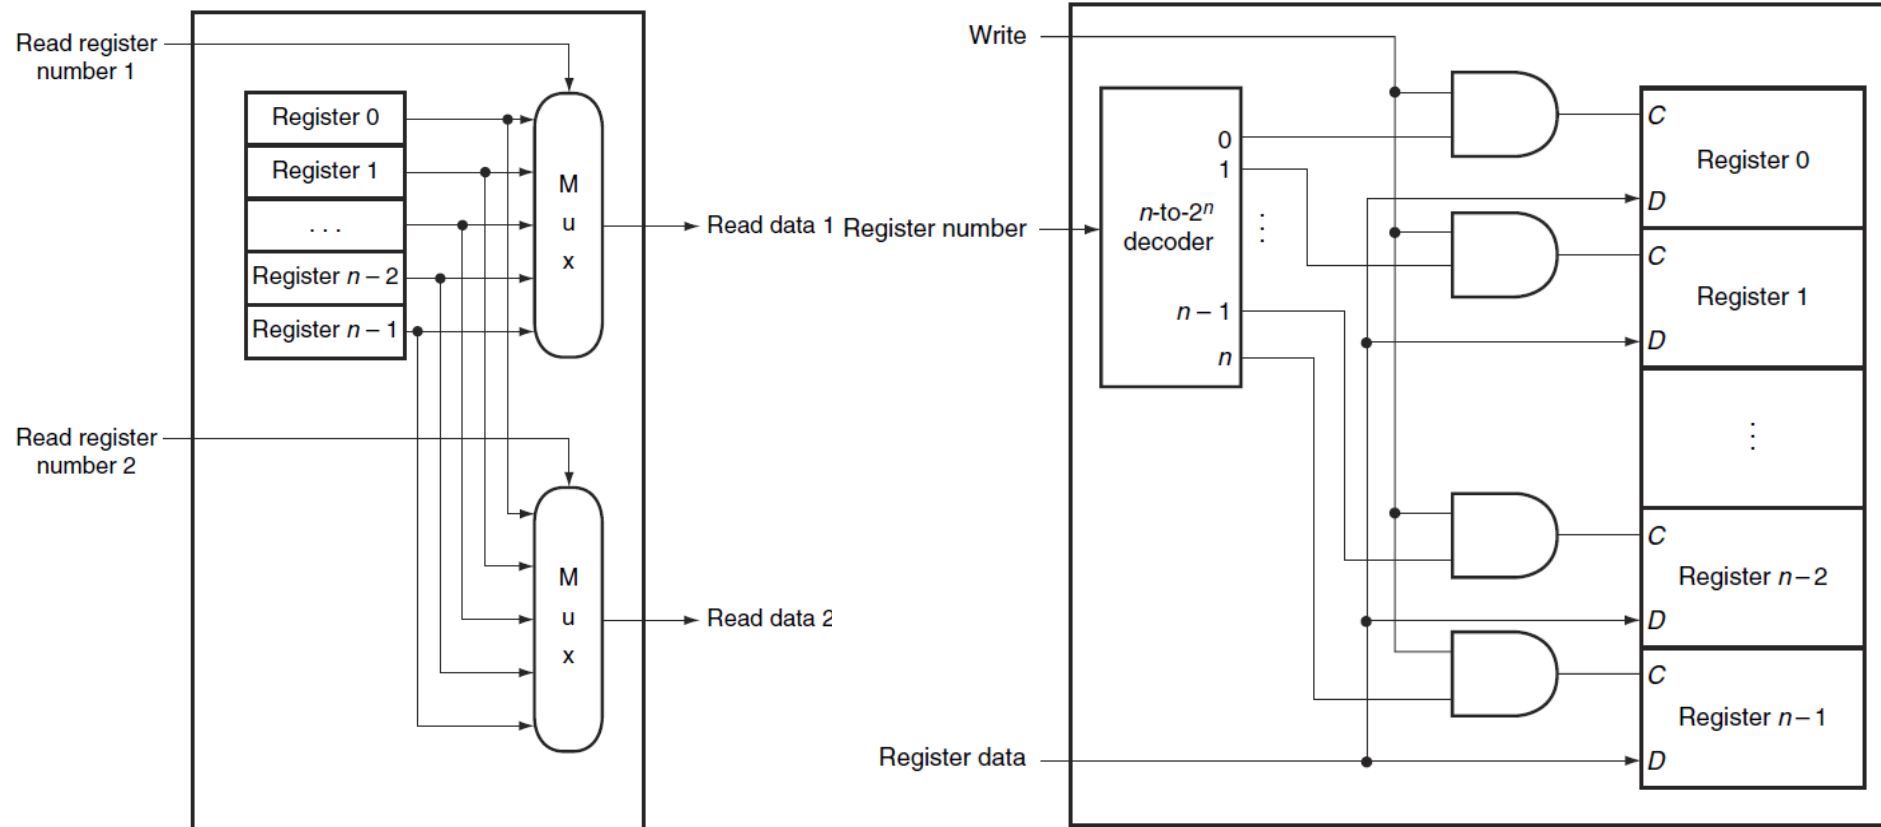 Read register
number 1
Register 0
Register 1
. . .
Register n – 2
Register n – 1
M
u
x
Read data 1
Read register
number 2
M
u
x
Read data 2
Write
Register number
n-to-2ⁿ
decoder
0
1
⋮
n – 1
n
Register data
C
Register 0
D
C
Register 1
D
⋮
C
Register n – 2
D
C
Register n – 1
D